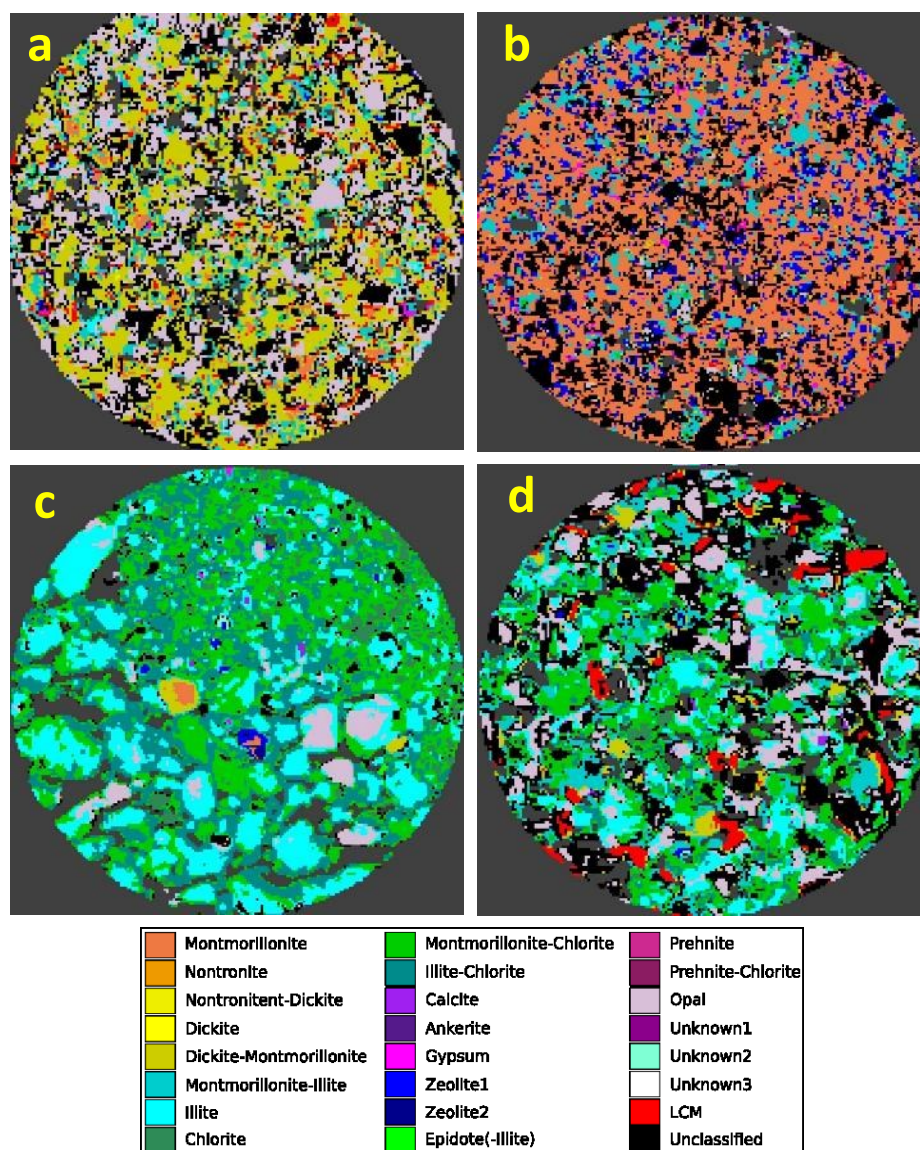 a
b
c
d
Montmorillonite
Nontronite
Nontronitent-Dickite
Dickite
Dickite-Montmorillonite
Montmorillonite-Illite
Illite
Chlorite
Montmorillonite-Chlorite
Illite-Chlorite
Calcite
Ankerite
Gypsum
Zeolite1
Zeolite2
Epidote(-Illite)
Prehnite
Prehnite-Chlorite
Opal
Unknown1
Unknown2
Unknown3
LCM
Unclassified